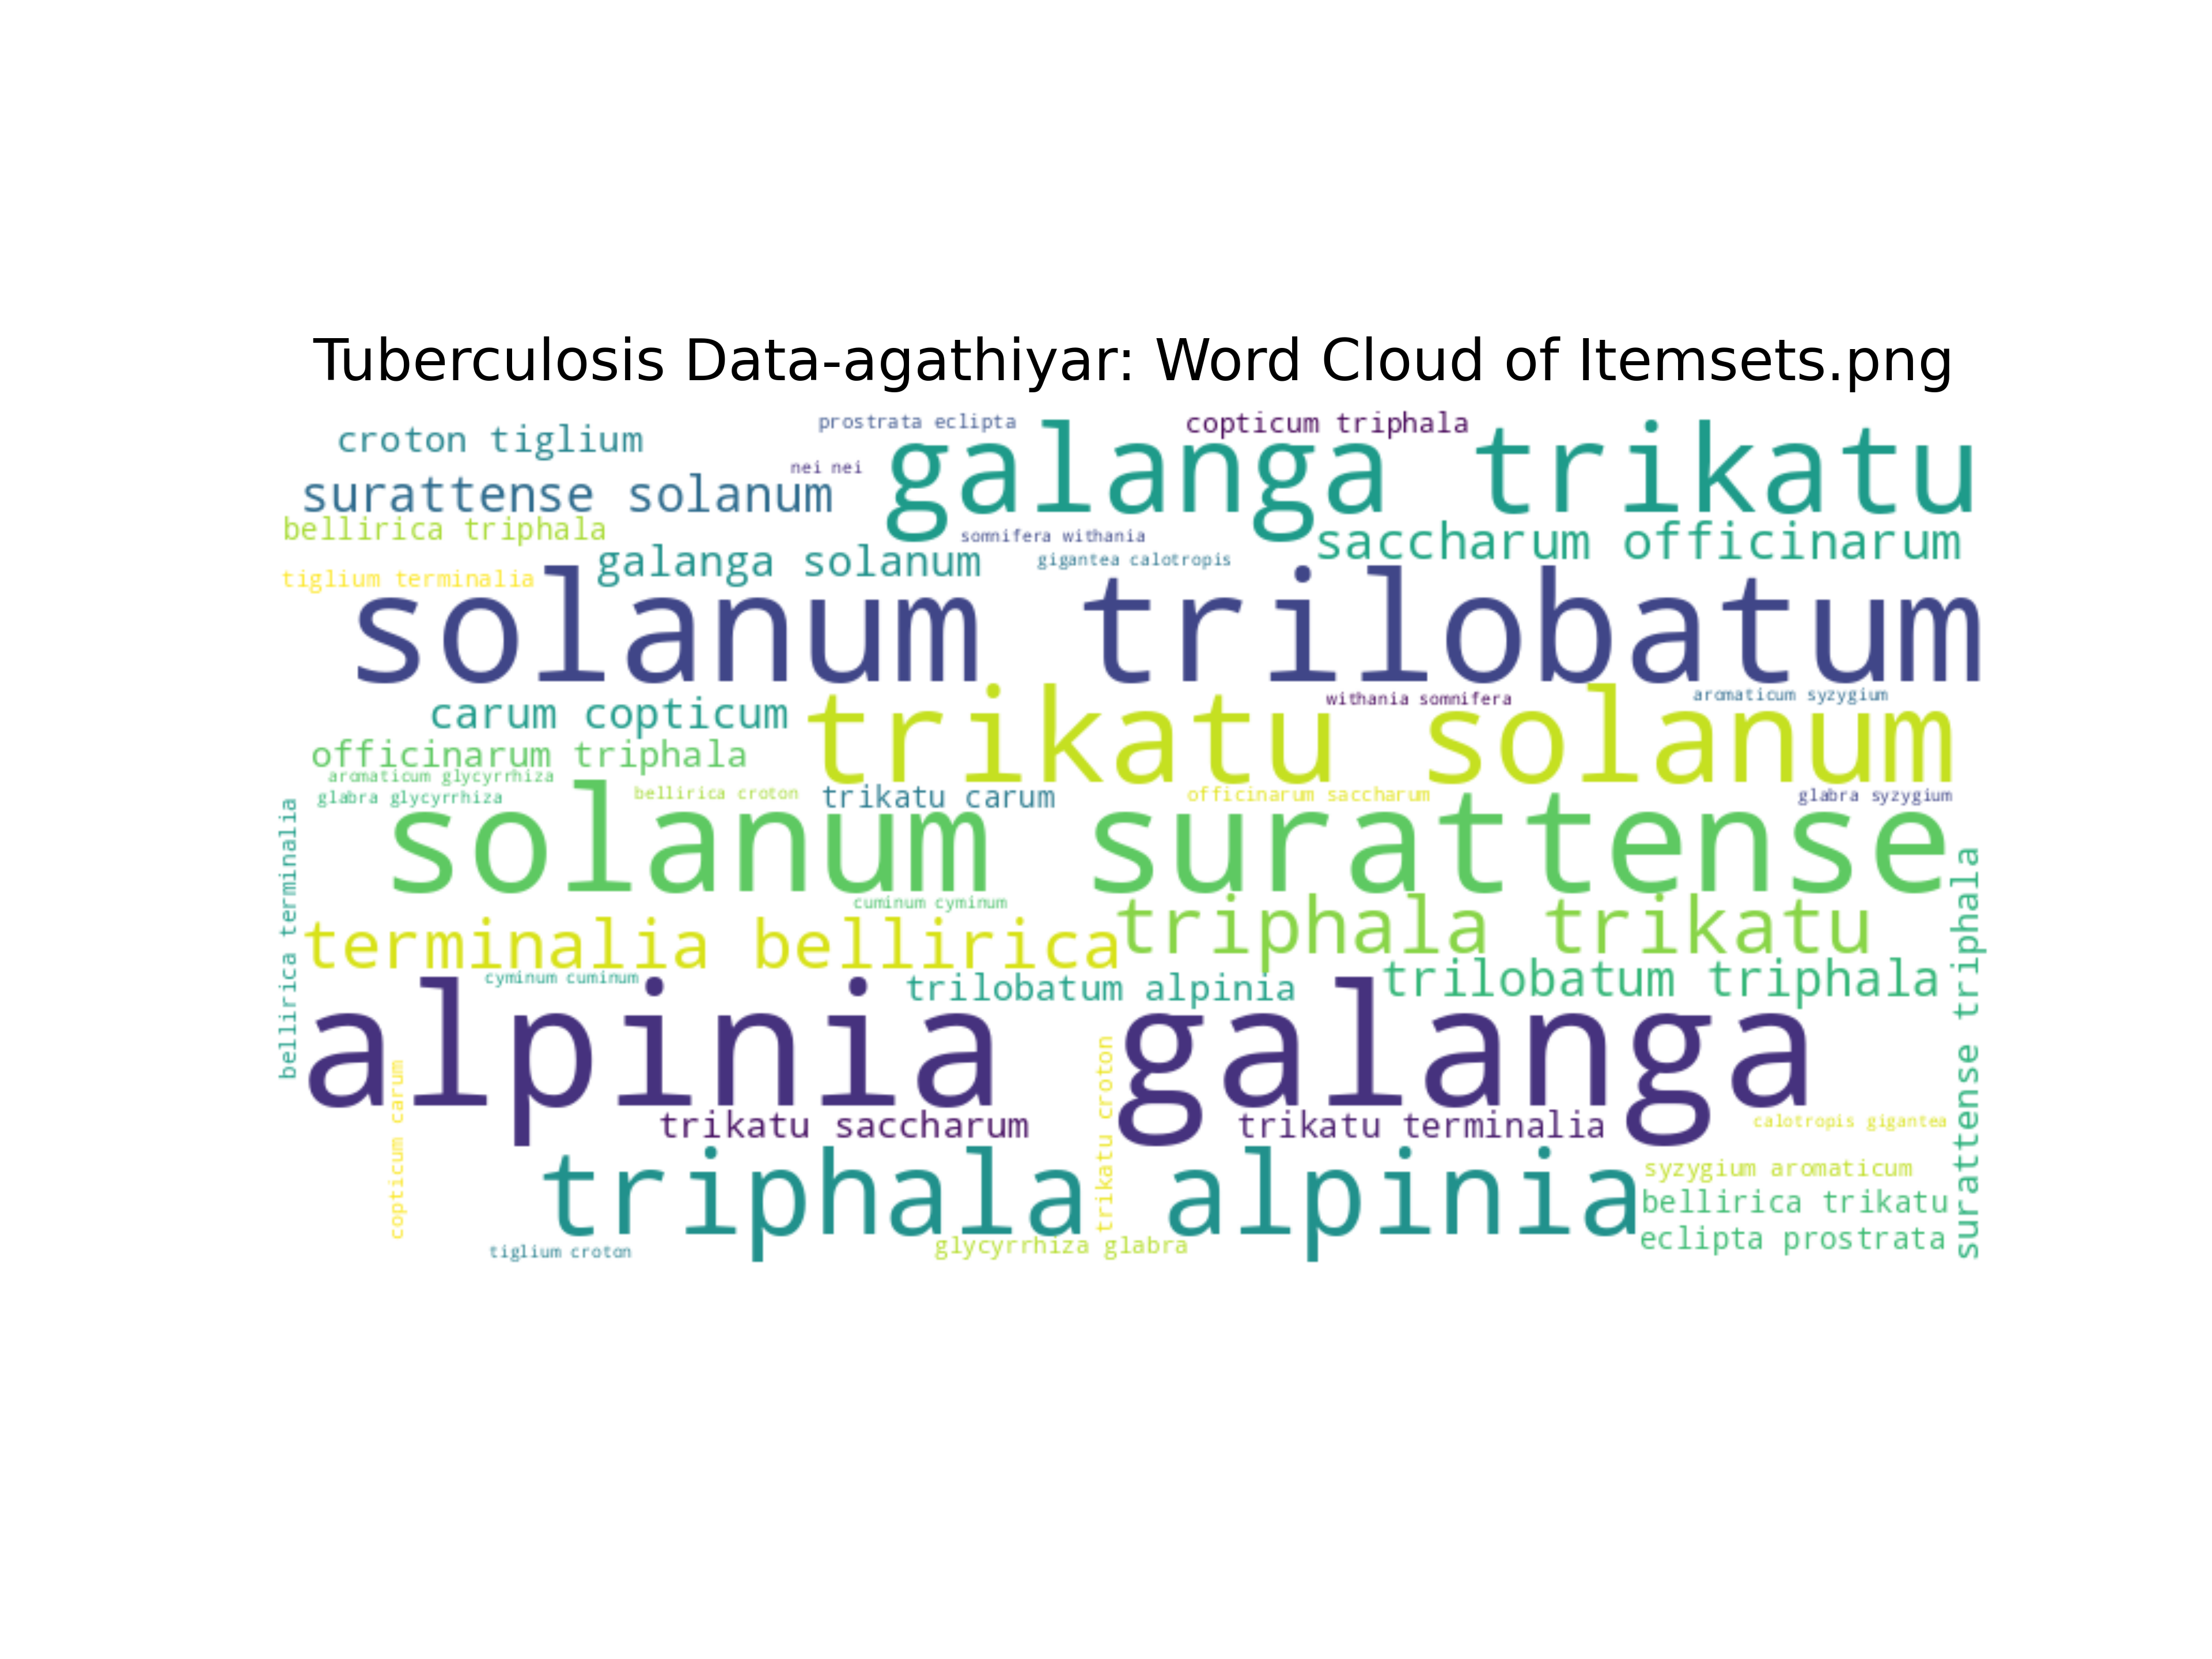 Tuberculosis Data-agathiyar: Word Cloud of Itemsets.png
croton tiglium
prostrata eclipta
copticum triphala
galanga trikatu
nei nei
surattense solanum
bellirica triphala
somnifera withania
saccharum officinarum
galanga solanum
gigantea calotropis
tiglium terminalia
solanum trilobatum
carum copticum
withania somnifera
aromaticum syzygium
trikatu solanum
officinarum triphala
aromaticum glycyrrhiza
glabra glycyrrhiza
bellirica croton
trikatu carum
officinarum saccharum
glabra syzygium
solanum surattense
bellirica terminalia
cuminum cyminum
triphala trikatu
terminalia bellirica
surattense triphala
cyminum cuminum
trilobatum alpinia
trilobatum triphala
alpinia galanga
copticum carum
trikatu croton
trikatu saccharum
trikatu terminalia
calotropis gigantea
triphala alpinia
syzygium aromaticum
bellirica trikatu
eclipta prostrata
tiglium croton
glycyrrhiza glabra